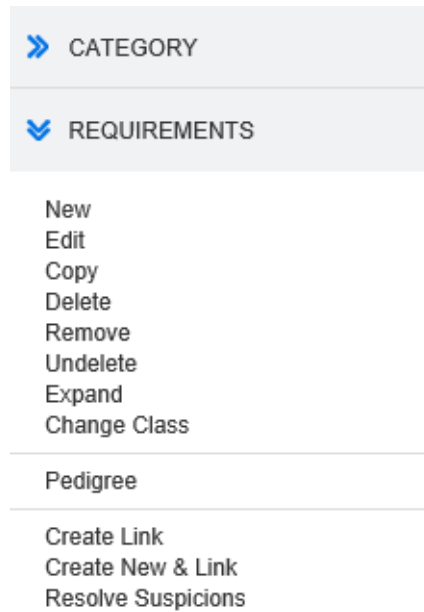 CATEGORY
REQUIREMENTS
New
Edit
Copy
Delete
Remove
Undelete
Expand
Change Class
Pedigree
Create Link
Create New & Link
Resolve Suspicions